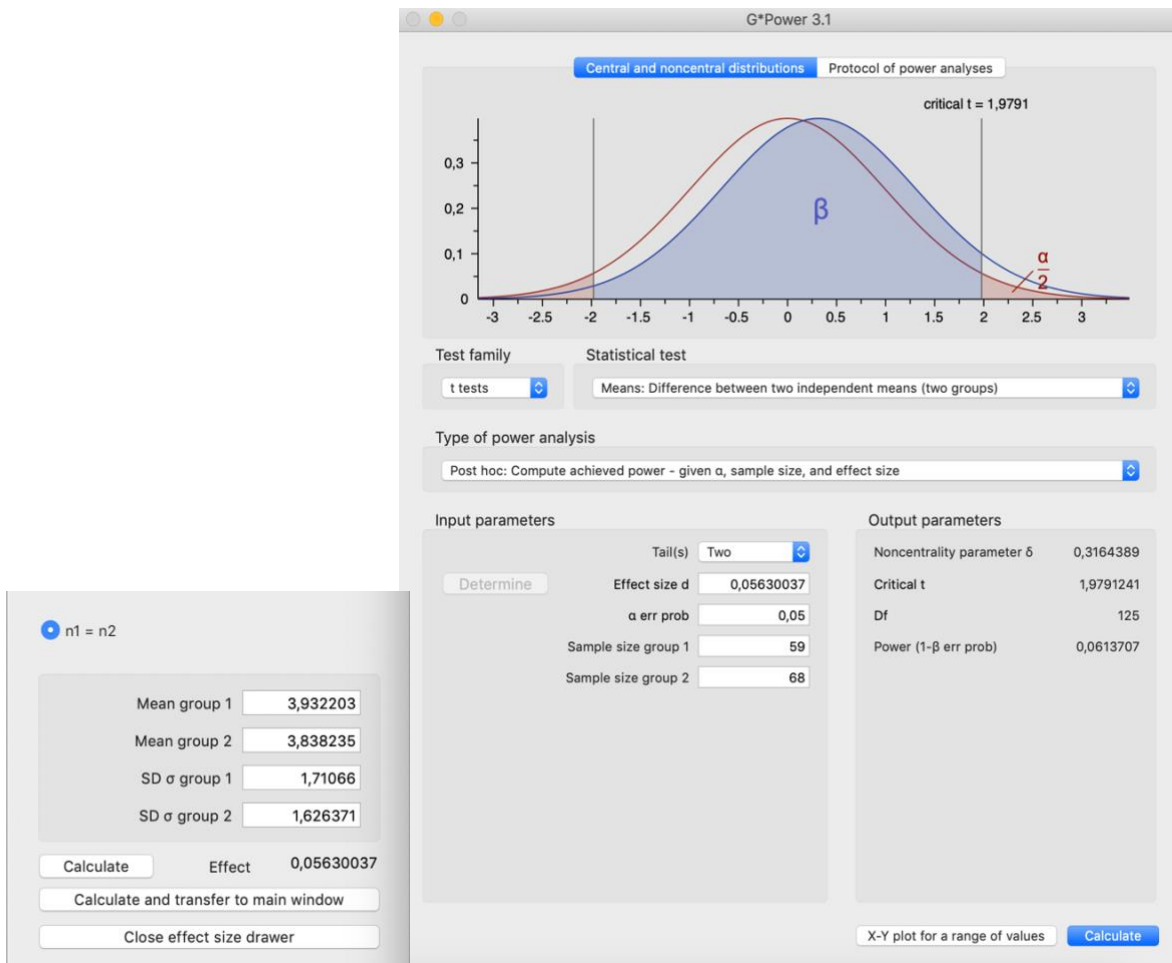 G*Power 3.1
Central and noncentral distributions Protocol of power analyses
critical t = 1,9791
0,3
0,2
0,1
0
β
α
2
-3 -2.5 -2 -1.5 -1 -0.5 0 0.5 1 1.5 2 2.5 3
Test family Statistical test
t tests Means: Difference between two independent means (two groups)
Type of power analysis
Post hoc: Compute achieved power - given α, sample size, and effect size
Input parameters Output parameters
Tail(s) Two Noncentrality parameter δ 0,3164389
Determine Effect size d 0,05630037 Critical t 1,9791241
α err prob 0,05 Df 125
Sample size group 1 59 Power (1-β err prob) 0,0613707
Sample size group 2 68
X-Y plot for a range of values Calculate
n1 = n2
Mean group 1 3,932203
Mean group 2 3,838235
SD σ group 1 1,71066
SD σ group 2 1,626371
Calculate Effect 0,05630037
Calculate and transfer to main window
Close effect size drawer